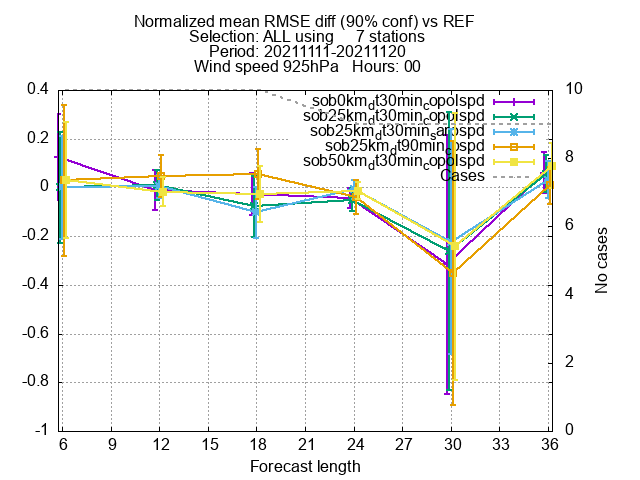 Normalized mean RMSE diff (90% conf) vs REF
Selection: ALL using 7 stations
Period: 20211111-20211120
Wind speed 925hPa Hours: 00
0.4
0.2
0
-0.2
-0.4
-0.6
-0.8
-1
10
8
6
4
2
0
sob0km_dt30min_copolspd
sob25km_dt30min_copolspd
sob25km_dt30min_sarospd
sob25km_dt90min_copolspd
sob50km_dt30min_copolspd
Cases
No cases
6 9 12 15 18 21 24 27 30 33 36
Forecast length